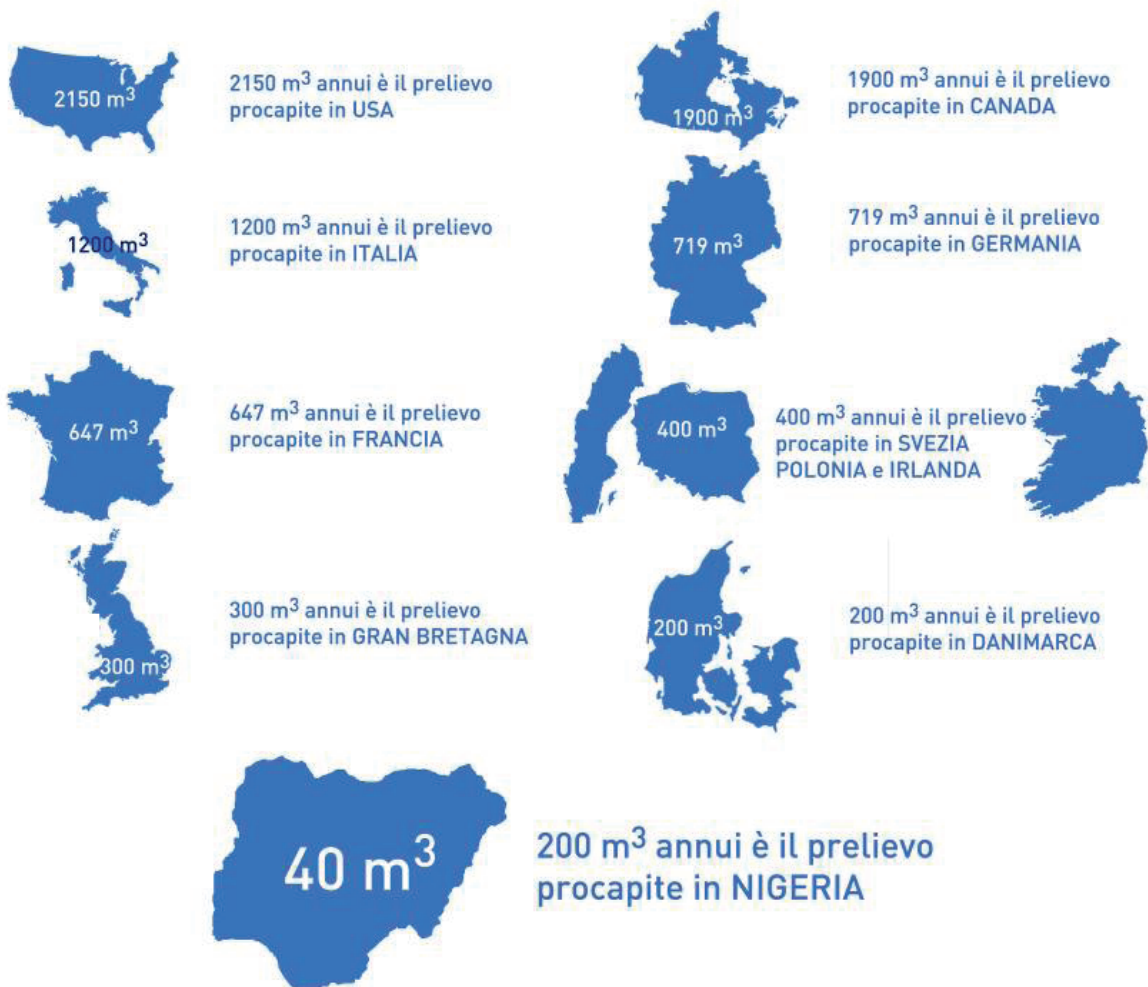 2150 m³
2150 m³ annui è il prelievo
procapite in USA
1900 m³
1900 m³ annui è il prelievo
procapite in CANADA
1200 m³
1200 m³ annui è il prelievo
procapite in ITALIA
719 m³
719 m³ annui è il prelievo
procapite in GERMANIA
647 m³
647 m³ annui è il prelievo
procapite in FRANCIA
400 m³
400 m³ annui è il prelievo
procapite in SVEZIA
POLONIA e IRLANDA
300 m³
300 m³ annui è il prelievo
procapite in GRAN BRETAGNA
200 m³
200 m³ annui è il prelievo
procapite in DANIMARCA
40 m³
200 m³ annui è il prelievo
procapite in NIGERIA